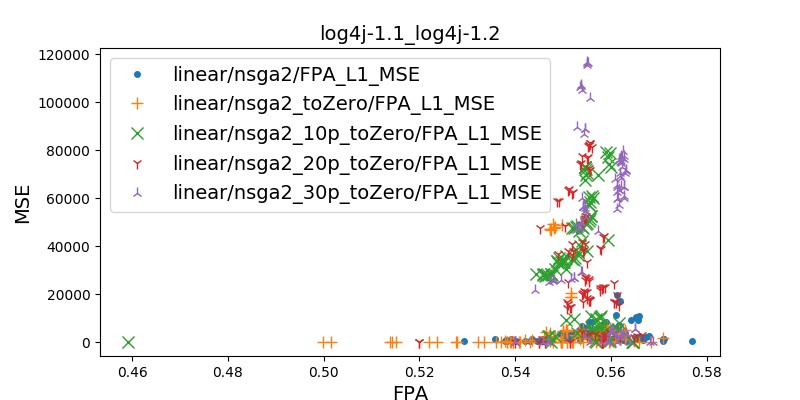 log4j-1.1_log4j-1.2
120000
100000
80000
60000
40000
20000
0
MSE
linear/nsga2/FPA_L1_MSE
linear/nsga2_toZero/FPA_L1_MSE
linear/nsga2_10p_toZero/FPA_L1_MSE
linear/nsga2_20p_toZero/FPA_L1_MSE
linear/nsga2_30p_toZero/FPA_L1_MSE
0.46 0.48 0.50 0.52 0.54 0.56 0.58
FPA